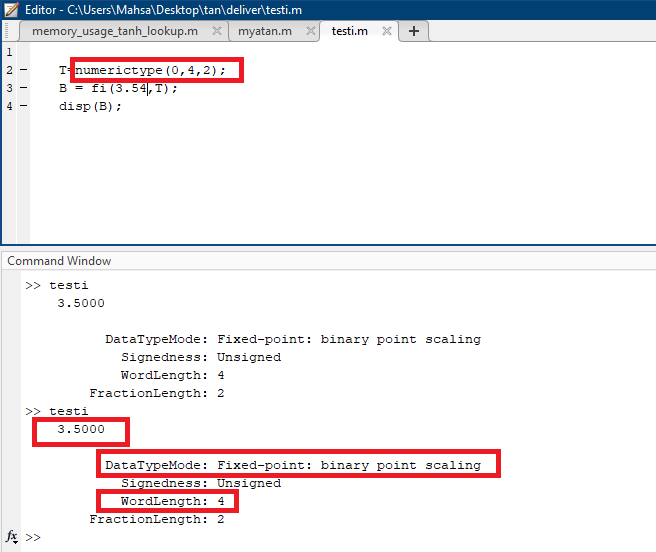 Editor - C:\Users\Mahsa\Desktop\tan\deliver\testi.m
memory_usage_tanh_lookup.m × myatan.m × testi.m × +
1
2 — T=numerictype(0,4,2);
3 — B = fi(3.54,T);
4 — disp(B);
Command Window
>> testi
3.5000
DataTypeMode: Fixed-point: binary point scaling
Signedness: Unsigned
WordLength: 4
FractionLength: 2
>> testi
3.5000
DataTypeMode: Fixed-point: binary point scaling
Signedness: Unsigned
WordLength: 4
FractionLength: 2
fx >>